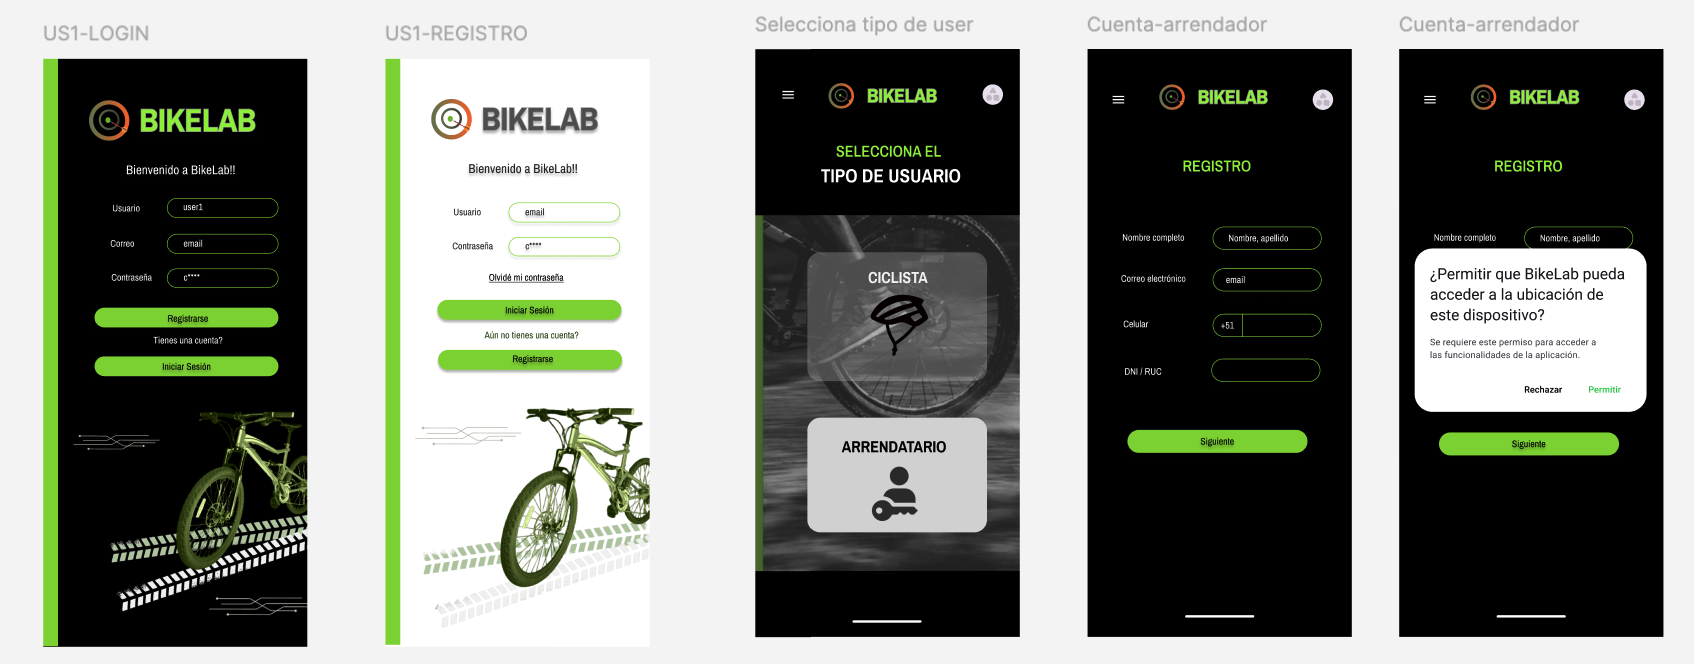 US1-LOGIN
BIKELAB
Bienvenido a BikeLab!!
Usuario
user1
Correo
email
Contraseña
c****
Registrarse
Tienes una cuenta?
Iniciar Sesión
US1-REGISTRO
BIKELAB
Bienvenido a BikeLab!!
Usuario
email
Contraseña
c****
Olvidé mi contraseña
Iniciar Sesión
Aún no tienes una cuenta?
Registrarse
Selecciona tipo de user
BIKELAB
SELECCIONA EL
TIPO DE USUARIO
CICLISTA
ARRENDATARIO
Cuenta-arrendador
BIKELAB
REGISTRO
Nombre completo
Nombre, apellido
Correo electrónico
email
Celular
+51
DNI / RUC
Siguiente
Cuenta-arrendador
BIKELAB
REGISTRO
Nombre completo
Nombre, apellido
¿Permitir que BikeLab pueda
acceder a la ubicación de
este dispositivo?
Se requiere este permiso para acceder a
las funcionalidades de la aplicación.
Rechazar
Permitir
Siguiente